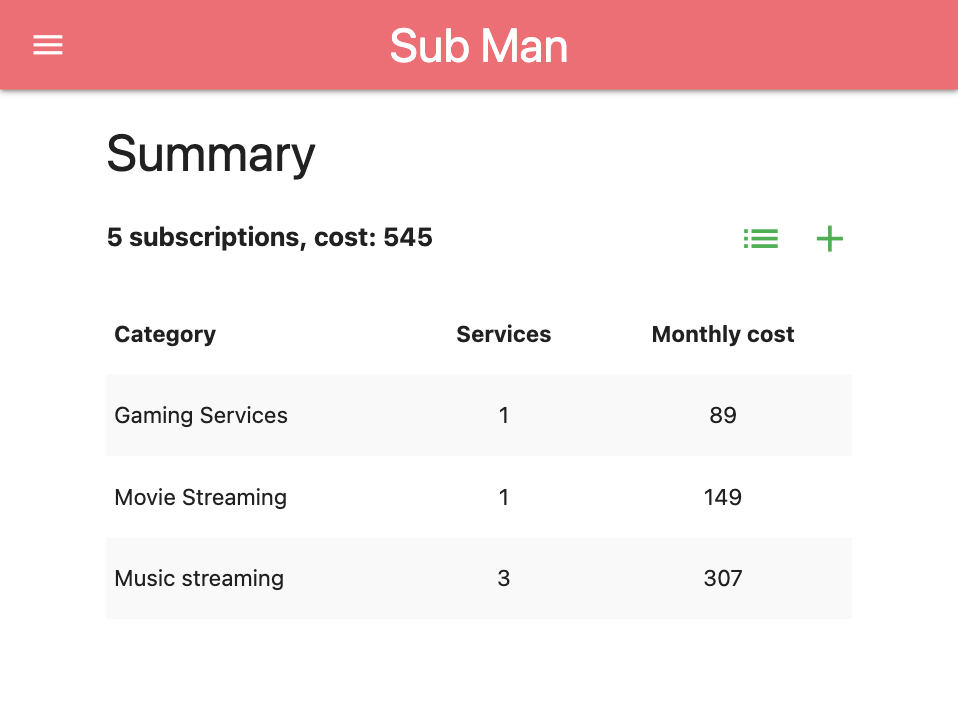 Sub Man
Summary
5 subscriptions, cost: 545
Category Services Monthly cost
Gaming Services 1 89
Movie Streaming 1 149
Music streaming 3 307